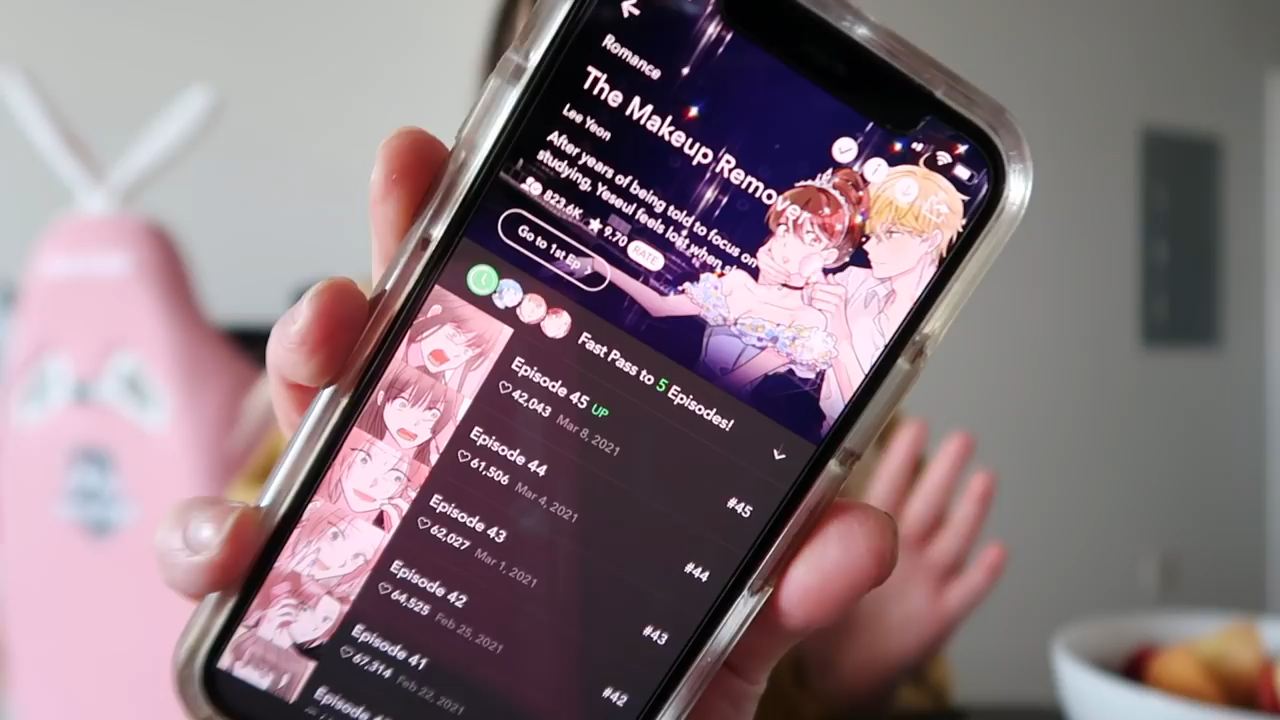 Romance
The Makeup Remover
Lee Yeon
After years of being told to focus on
studying, Yeseul feels lost when
823.6K ★ 9.70 RATE
Go to 1st Ep >
Fast Pass to 5 Episodes!
Episode 45 UP
42,043 Mar 8, 2021
#45
Episode 44
61,506 Mar 4, 2021
#44
Episode 43
62,027 Mar 1, 2021
#43
Episode 42
64,525 Feb 25, 2021
#42
Episode 41
67,314 Feb 22, 2021